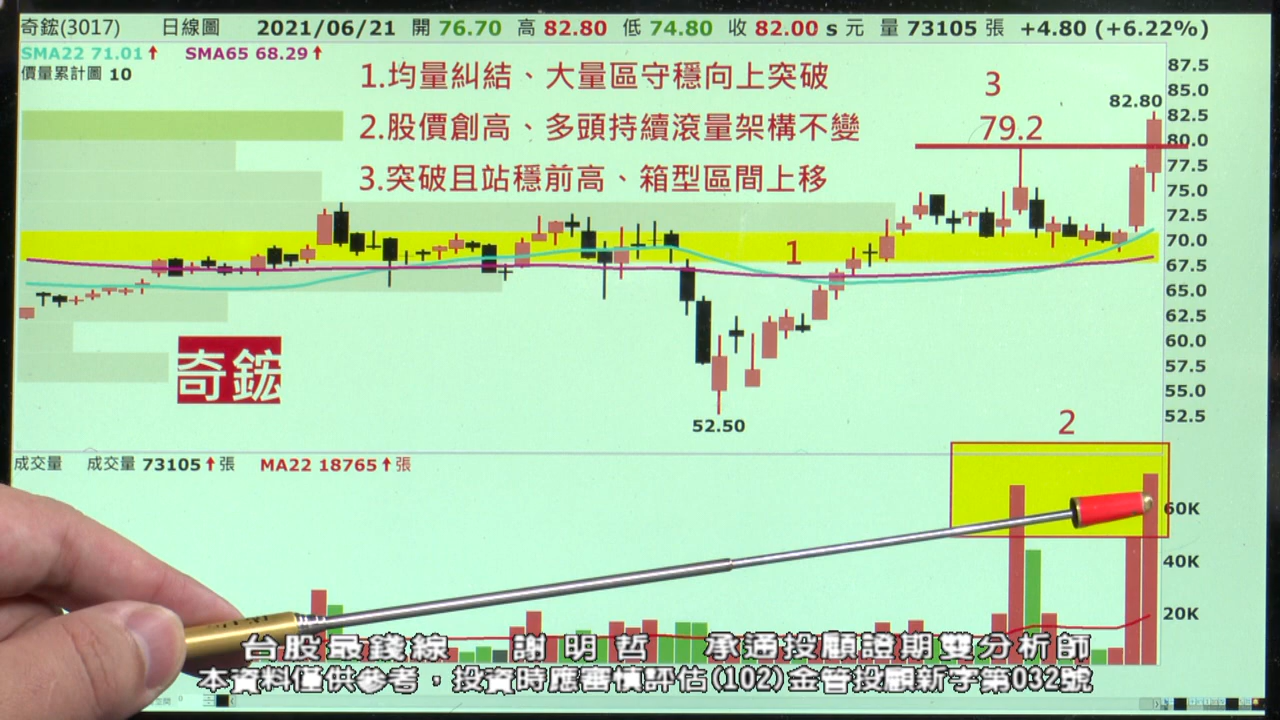 奇鋐(3017) 日線圖 2021/06/21 開 76.70 高 82.80 低 74.80 收 82.00 s 元 量 73105 張 +4.80 (+6.22%)
SMA22 71.01↑ SMA65 68.29↑
價量累計圖 10
1.均量糾結、大量區守穩向上突破
2.股價創高、多頭持續滾量架構不變
3.突破且站穩前高、箱型區間上移
3
79.2
82.80
1
52.50
奇鋐
2
87.5
85.0
82.5
80.0
77.5
75.0
72.5
70.0
67.5
65.0
62.5
60.0
57.5
55.0
52.5
成交量 成交量 73105↑張 MA22 18765↑張
60K
40K
20K
台股最錢線 謝明哲 承通投顧證期雙分析師
本資料僅供參考，投資時應審慎評估(102)金管投顧新字第032號